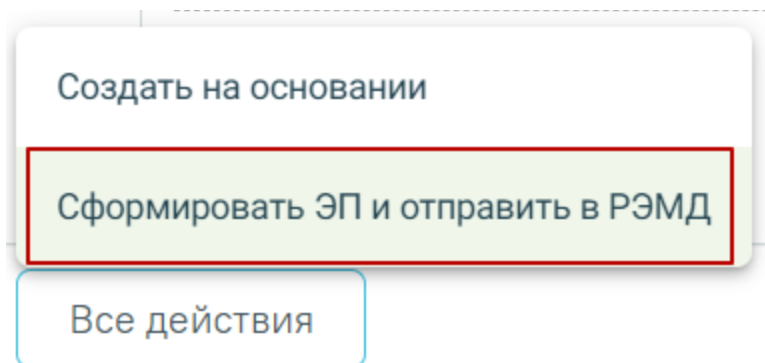 Создать на основании
Сформировать ЭП и отправить в РЭМД
Все действия